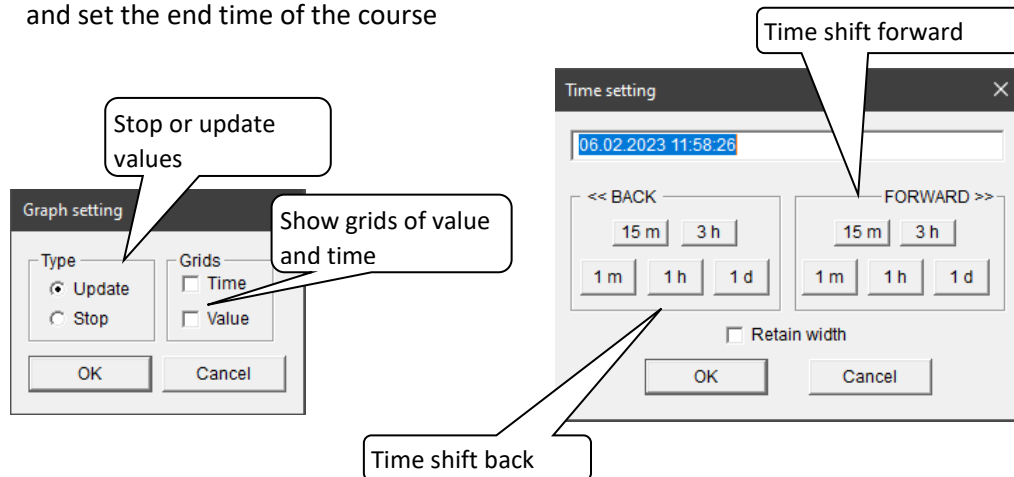 and set the end time of the course
Time shift forward
Stop or update
values
Graph setting
Type
Update
Stop
Grids
Time
Value
OK
Cancel
Show grids of value
and time
Time setting
06.02.2023 11:58:26
<< BACK
15 m 3 h
1 m 1 h 1 d
FORWARD >>
15 m 3 h
1 m 1 h 1 d
Retain width
OK Cancel
Time shift back